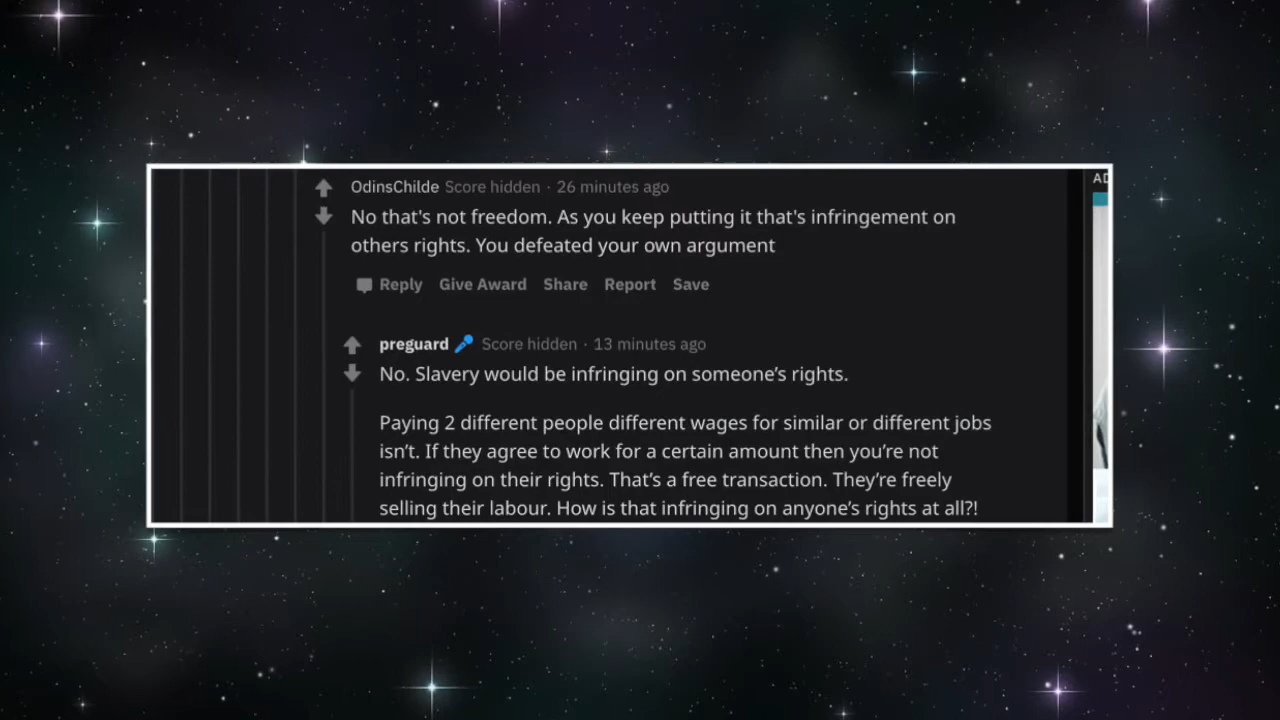 OdinsChilde Score hidden · 26 minutes ago
No that's not freedom. As you keep putting it that's infringement on
others rights. You defeated your own argument
Reply Give Award Share Report Save
preguard Score hidden · 13 minutes ago
No. Slavery would be infringing on someone’s rights.
Paying 2 different people different wages for similar or different jobs
isn’t. If they agree to work for a certain amount then you’re not
infringing on their rights. That’s a free transaction. They’re freely
selling their labour. How is that infringing on anyone’s rights at all?!